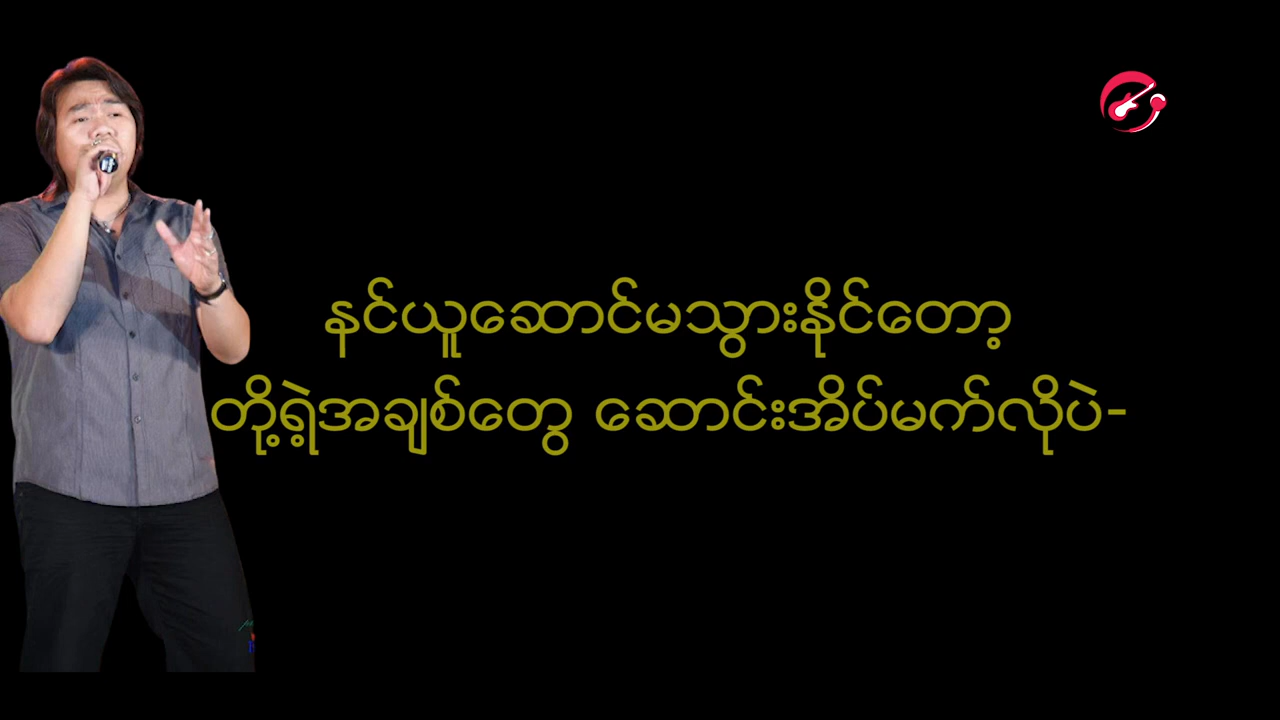 နင်ယူဆောင်မသွားနိုင်တော့
တို့ရဲ့အချစ်တွေ ဆောင်းအိပ်မက်လိုပဲ-